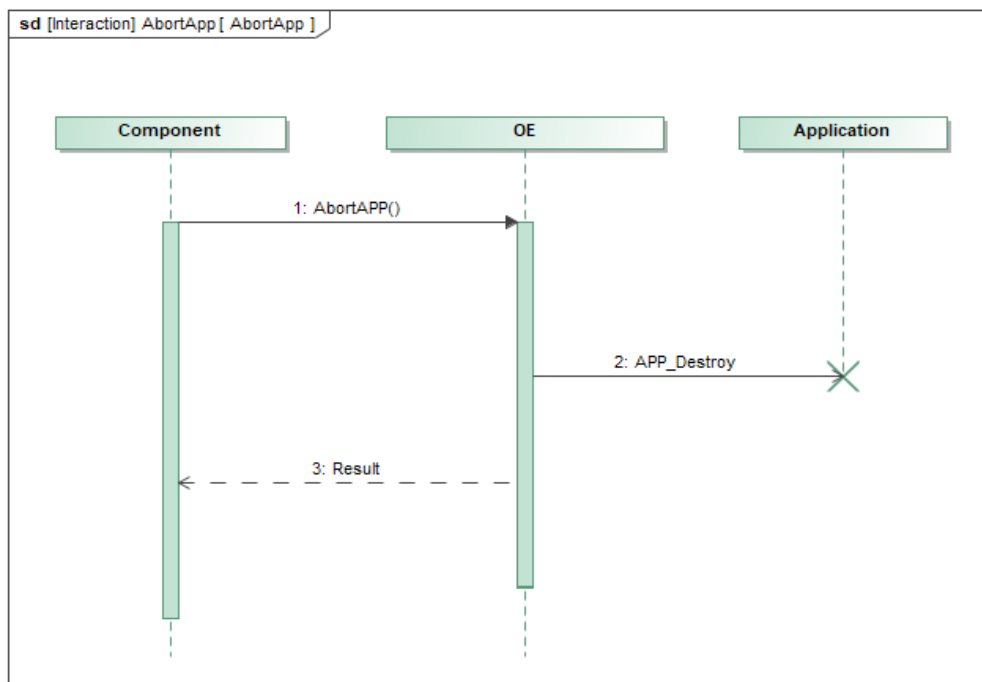 sd [Interaction] AbortApp [ AbortApp ]
Component
OE
Application
1: AbortAPP()
2: APP_Destroy
3: Result